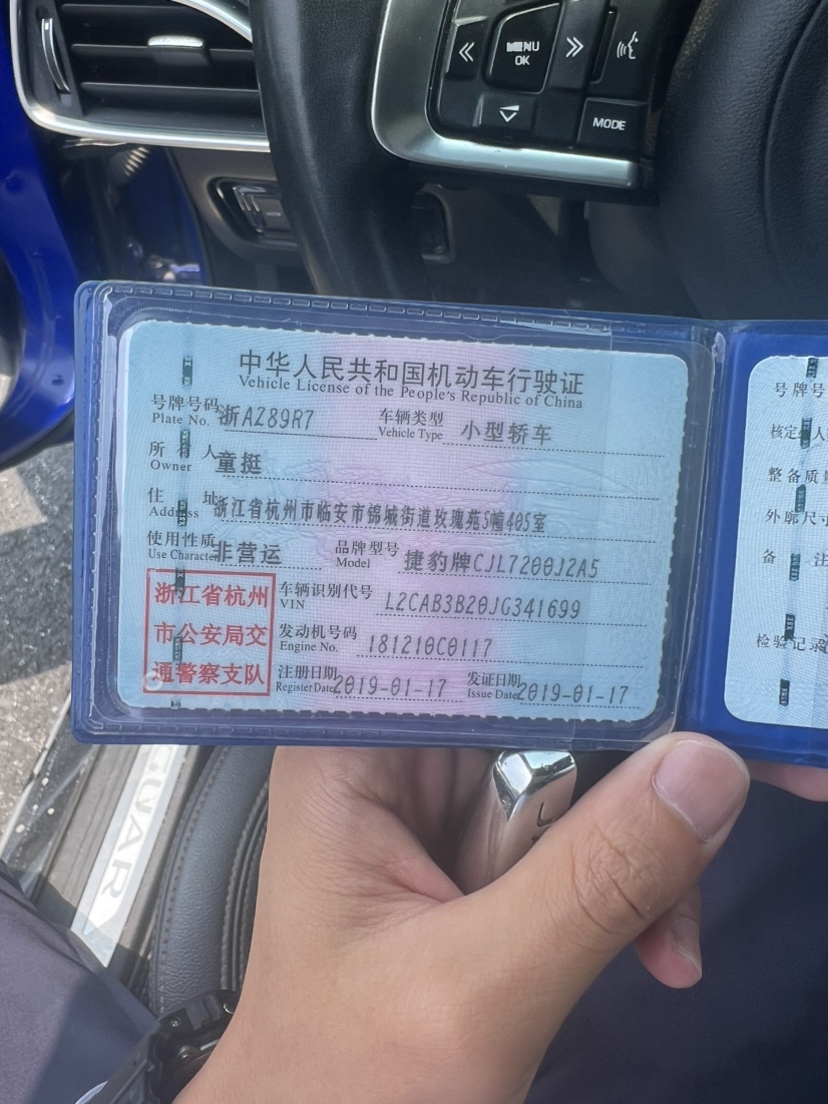 MENU
OK
MODE
中华人民共和国机动车行驶证
Vehicle License of the People's Republic of China
号牌号码 浙AZ89R7 车辆类型 小型轿车
Plate No. Vehicle Type
所有人 童挺
Owner
住址 浙江省杭州市临安市锦城街道玫瑰苑5幢405室
Address
使用性质 非营运 品牌型号 捷豹牌CJL7200J2A5
Use Character Model
浙江省杭州
市公安局交
通警察支队
车辆识别代号 L2CAB3B20JG341699
VIN
发动机号码 181210C0117
Engine No.
注册日期 2019-01-17 发证日期 2019-01-17
Register Date Issue Date
号牌号
核定
整备质量
外廓尺寸
备注
检验记录
GUAR